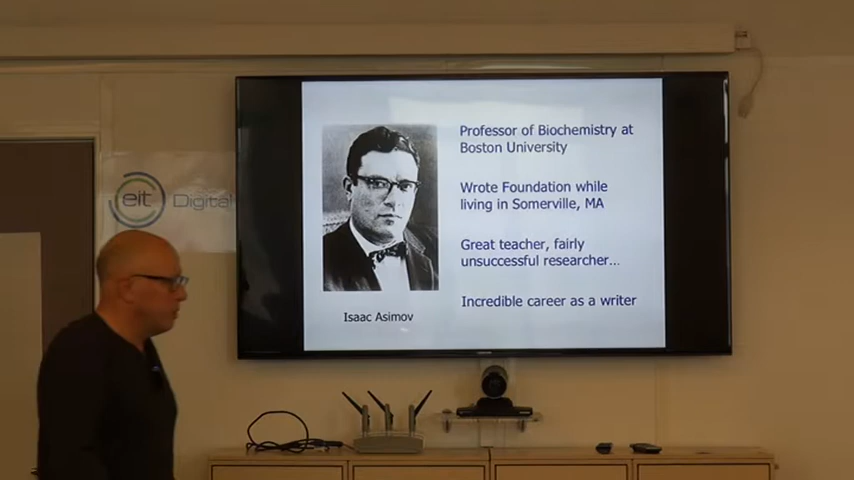 Professor of Biochemistry at
Boston University
Wrote Foundation while
living in Somerville, MA
Great teacher, fairly
unsuccessful researcher...
Incredible career as a writer
Isaac Asimov
eit
Digital